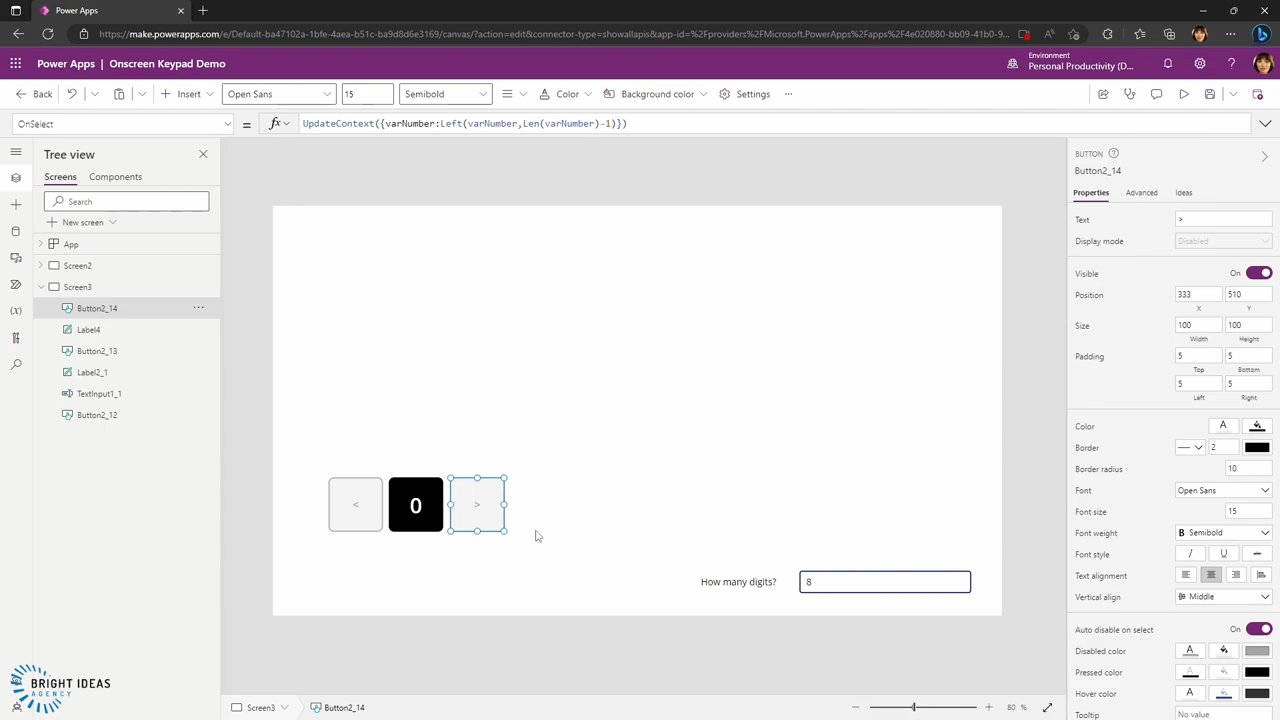 Power Apps
https://make.powerapps.com/e/Default-ba47102a-1bfe-4aea-b51c-ba9d8d6e3169/canvas/?action=edit&connector-type=showallapis&app-id=%2Fproviders%2FMicrosoft.PowerApps%2Fapps%2F4e020880-bb09-41b0-9...
Power Apps | Onscreen Keypad Demo
Environment
Personal Productivity (D...
Back
Insert
Open Sans
15
Semibold
Color
Background color
Settings
OnSelect
= fx
UpdateContext({varNumber:Left(varNumber,Len(varNumber)-1)})
Tree view
Screens Components
Search
New screen
App
Screen2
Screen3
Button2_14
Label4
Button2_13
Label2_1
TextInput1_1
Button2_12
< 0 >
How many digits? 8
BUTTON
Button2_14
Properties Advanced Ideas
Text >
Display mode Disabled
Visible On
Position 333 510
X Y
Size 100 100
Width Height
Padding 5 5
Top Bottom
5 5
Left Right
Color
Border 2
Border radius 10
Font Open Sans
Font size 15
Font weight B Semibold
Font style
Text alignment
Vertical align Middle
Auto disable on select On
Disabled color
Pressed color
Hover color
Tooltip No value
BRIGHT IDEAS
AGENCY
Screen3 Button2_14
80 %